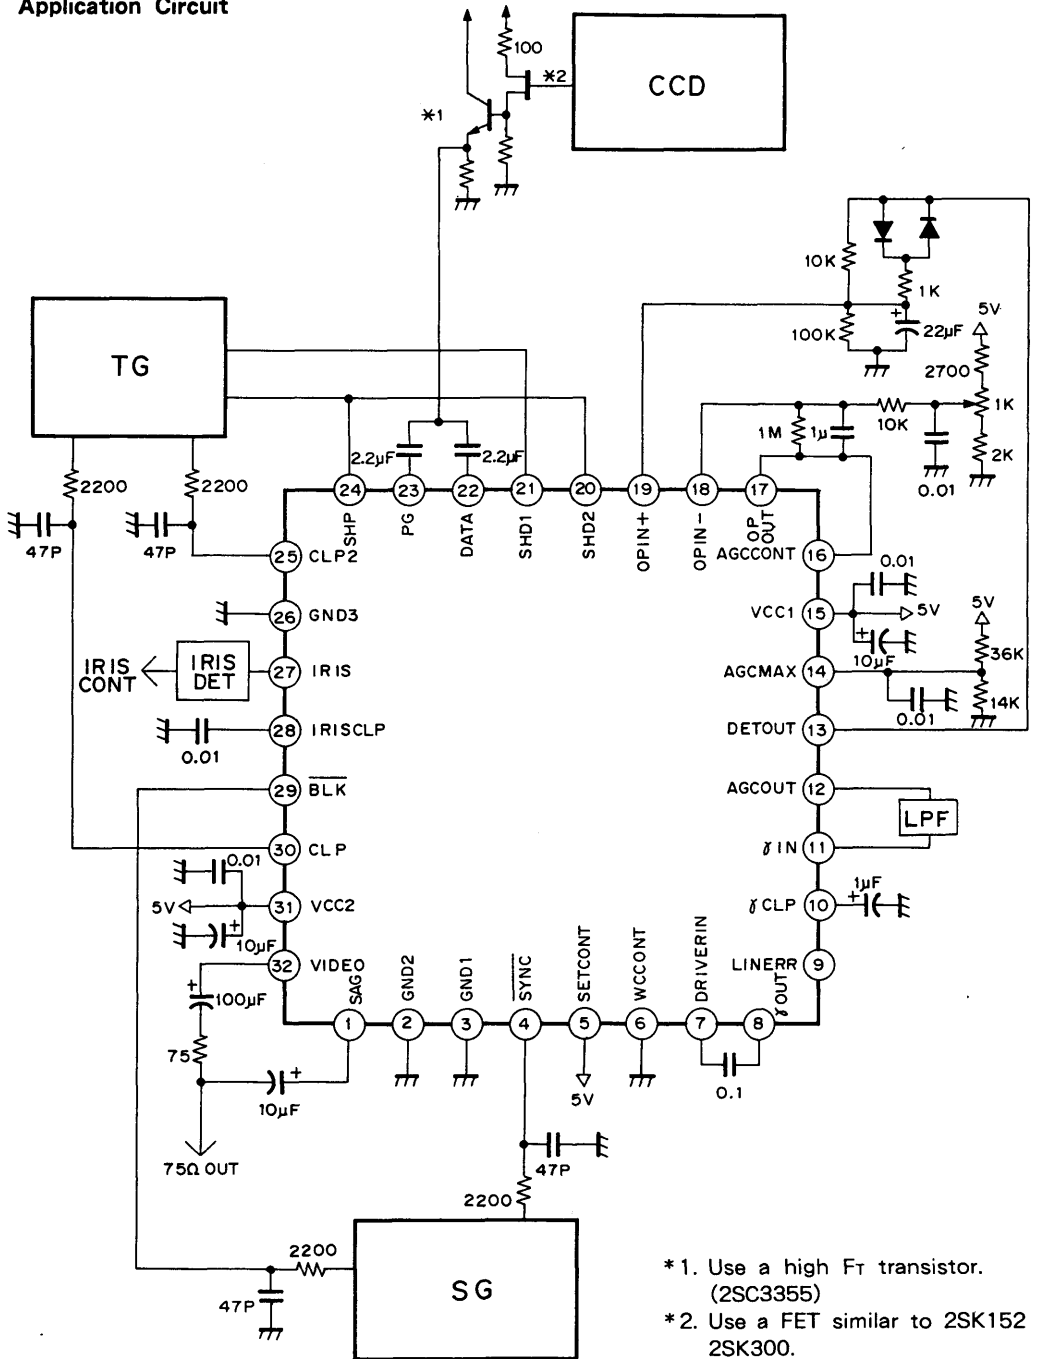 Application Circuit
100
*2
CCD
*1
10K
1K
100K
+
22μF
5V
2700
1K
2K
TG
1M
1μ
10K
0.01
2.2μF
2.2μF
2200
2200
47P
47P
24
23
22
21
20
19
18
17
SHP
PG
DATA
SHD1
SHD2
OPIN+
OPIN-
OP OUT
25 CLP2
26 GND3
27 IRIS
IRIS DET
IRIS CONT
28 IRISCLP
0.01
29 BLK
30 CLP
0.01
5V
31 VCC2
+
10μF
32 VIDEO
AGCCONT 16
0.01
VCC1 15
5V
+
10μF
5V
36K
AGCMAX 14
14K
0.01
DETOUT 13
AGCOUT 12
LPF
γIN 11
1μF
γCLP 10
+
LINERR 9
SAG
GND2
GND1
SYNC
SETCONT
WCCONT
DRIVERIN
γOUT
1
2
3
4
5
6
7
8
+
100μF
75
+
10μF
75Ω OUT
5V
0.1
47P
2200
2200
47P
SG
*1. Use a high FT transistor.
(2SC3355)
*2. Use a FET similar to 2SK152
2SK300.